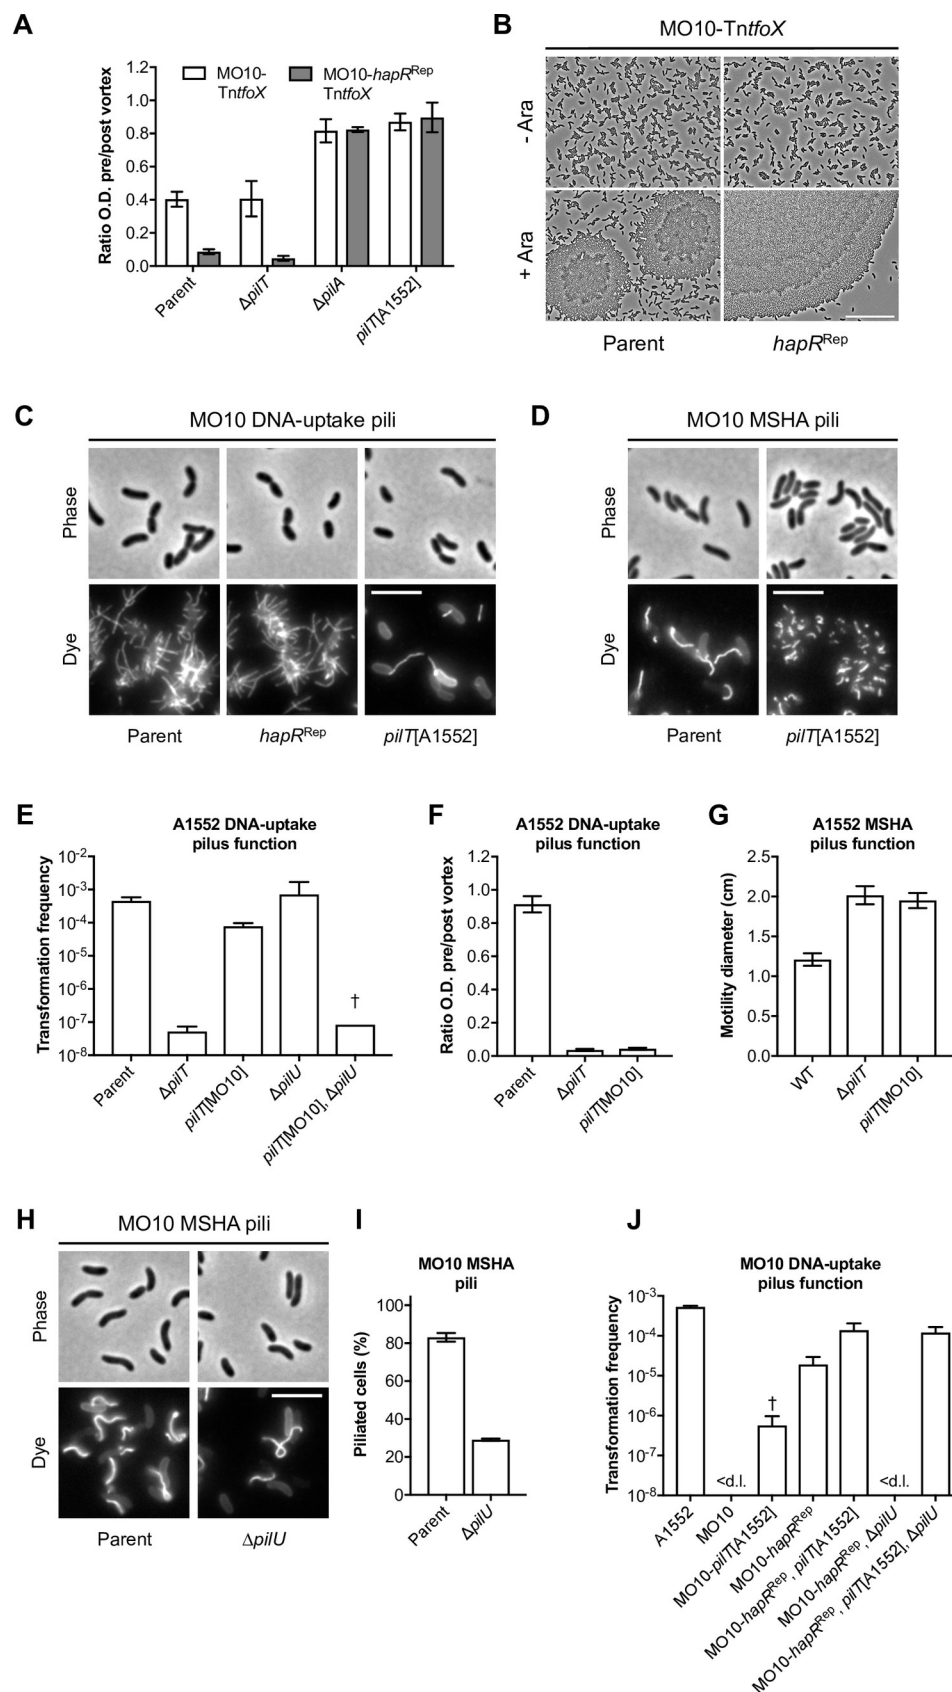 A
1.2
1.0
0.8
0.6
0.4
0.2
0.0
Ratio O.D. pre/post vortex
MO10-
TntfoX
MO10-hapRRep
TntfoX
Parent
ΔpilT
ΔpilA
pilT[A1552]
B
MO10-TntfoX
- Ara
+ Ara
Parent
hapRRep
C
MO10 DNA-uptake pili
Phase
Dye
Parent
hapRRep
pilT[A1552]
D
MO10 MSHA pili
Phase
Dye
Parent
pilT[A1552]
E
A1552 DNA-uptake
pilus function
10-2
10-3
10-4
10-5
10-6
10-7
10-8
Transformation frequency
†
Parent
ΔpilT
pilT[MO10]
ΔpilU
pilT[MO10], ΔpilU
F
A1552 DNA-uptake
pilus function
1.2
1.0
0.8
0.6
0.4
0.2
0.0
Ratio O.D. pre/post vortex
Parent
ΔpilT
pilT[MO10]
G
A1552 MSHA
pilus function
2.5
2.0
1.5
1.0
0.5
0.0
Motility diameter (cm)
WT
ΔpilT
pilT[MO10]
H
MO10 MSHA pili
Phase
Dye
Parent
ΔpilU
I
MO10 MSHA
pili
100
80
60
40
20
0
Piliated cells (%)
Parent
ΔpilU
J
MO10 DNA-uptake
pilus function
10-3
10-4
10-5
10-6
10-7
10-8
Transformation frequency
<d.l.
†
<d.l.
A1552
MO10
MO10-pilT[A1552]
MO10-hapRRep
MO10-hapRRep, pilT[A1552]
MO10-hapRRep, ΔpilU
MO10-hapRRep, pilT[A1552], ΔpilU